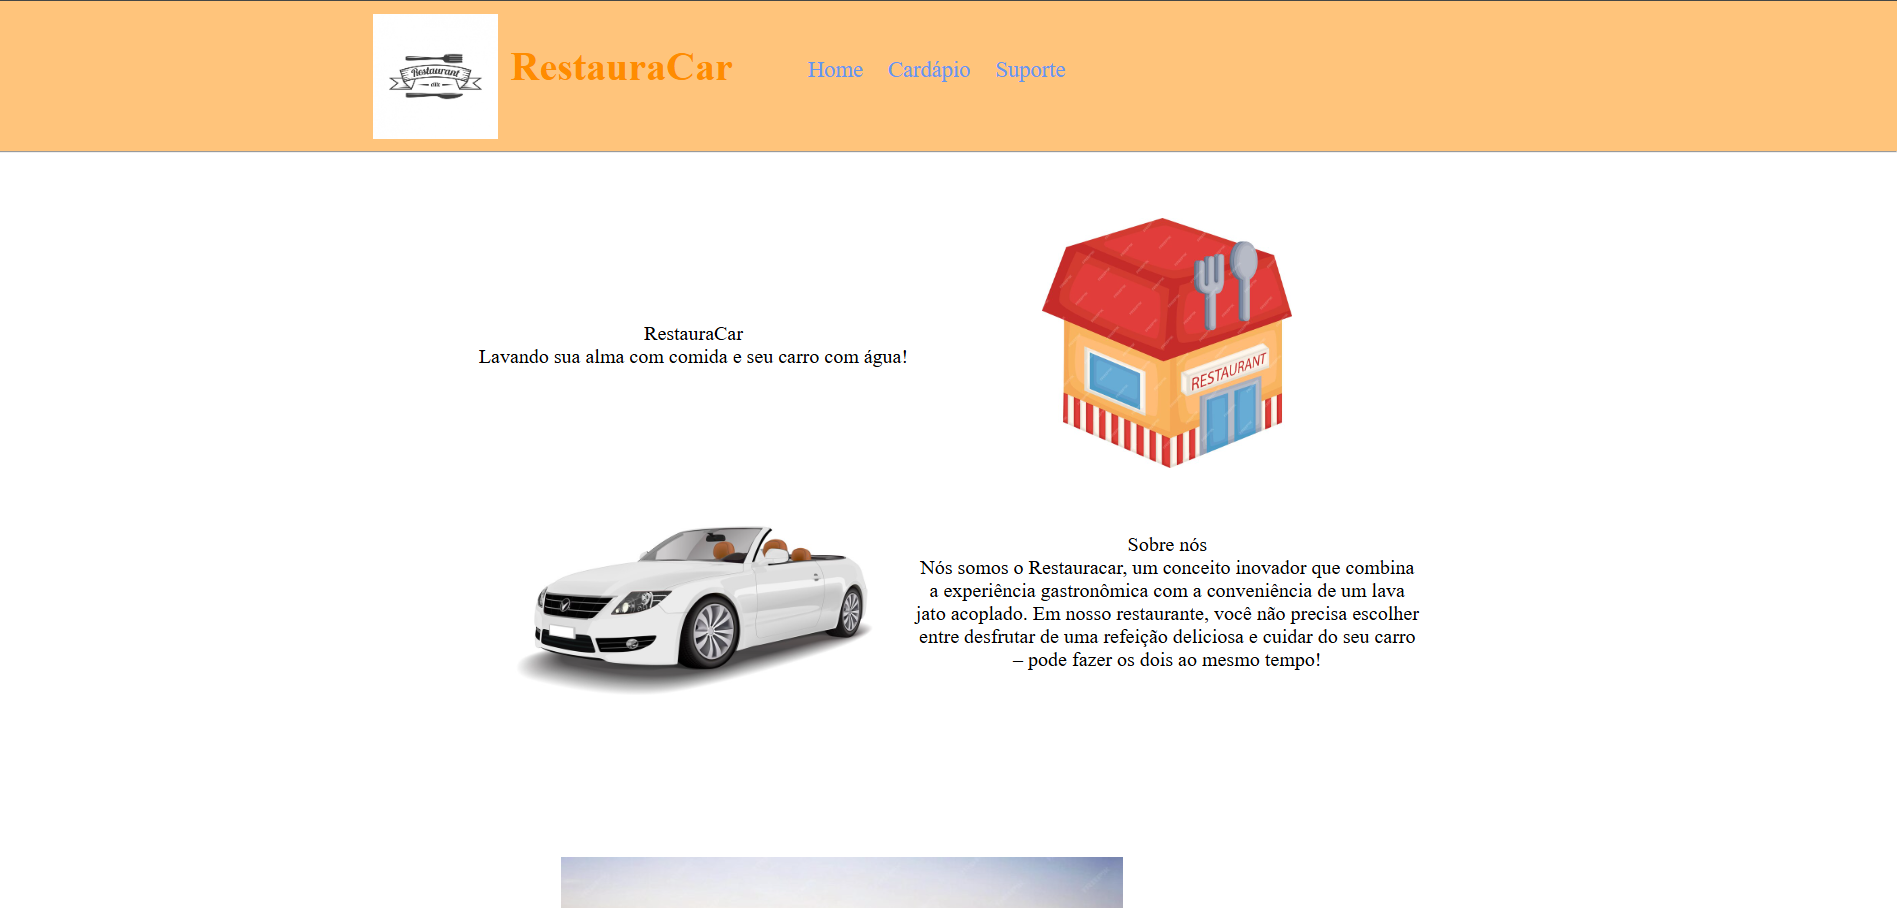 Restaurant
RestauraCar
Home Cardápio Suporte
RestauraCar
Lavando sua alma com comida e seu carro com água!
RESTAURANT
Sobre nós
Nós somos o Restauracar, um conceito inovador que combina
a experiência gastronômica com a conveniência de um lava
jato acoplado. Em nosso restaurante, você não precisa escolher
entre desfrutar de uma refeição deliciosa e cuidar do seu carro
– pode fazer os dois ao mesmo tempo!